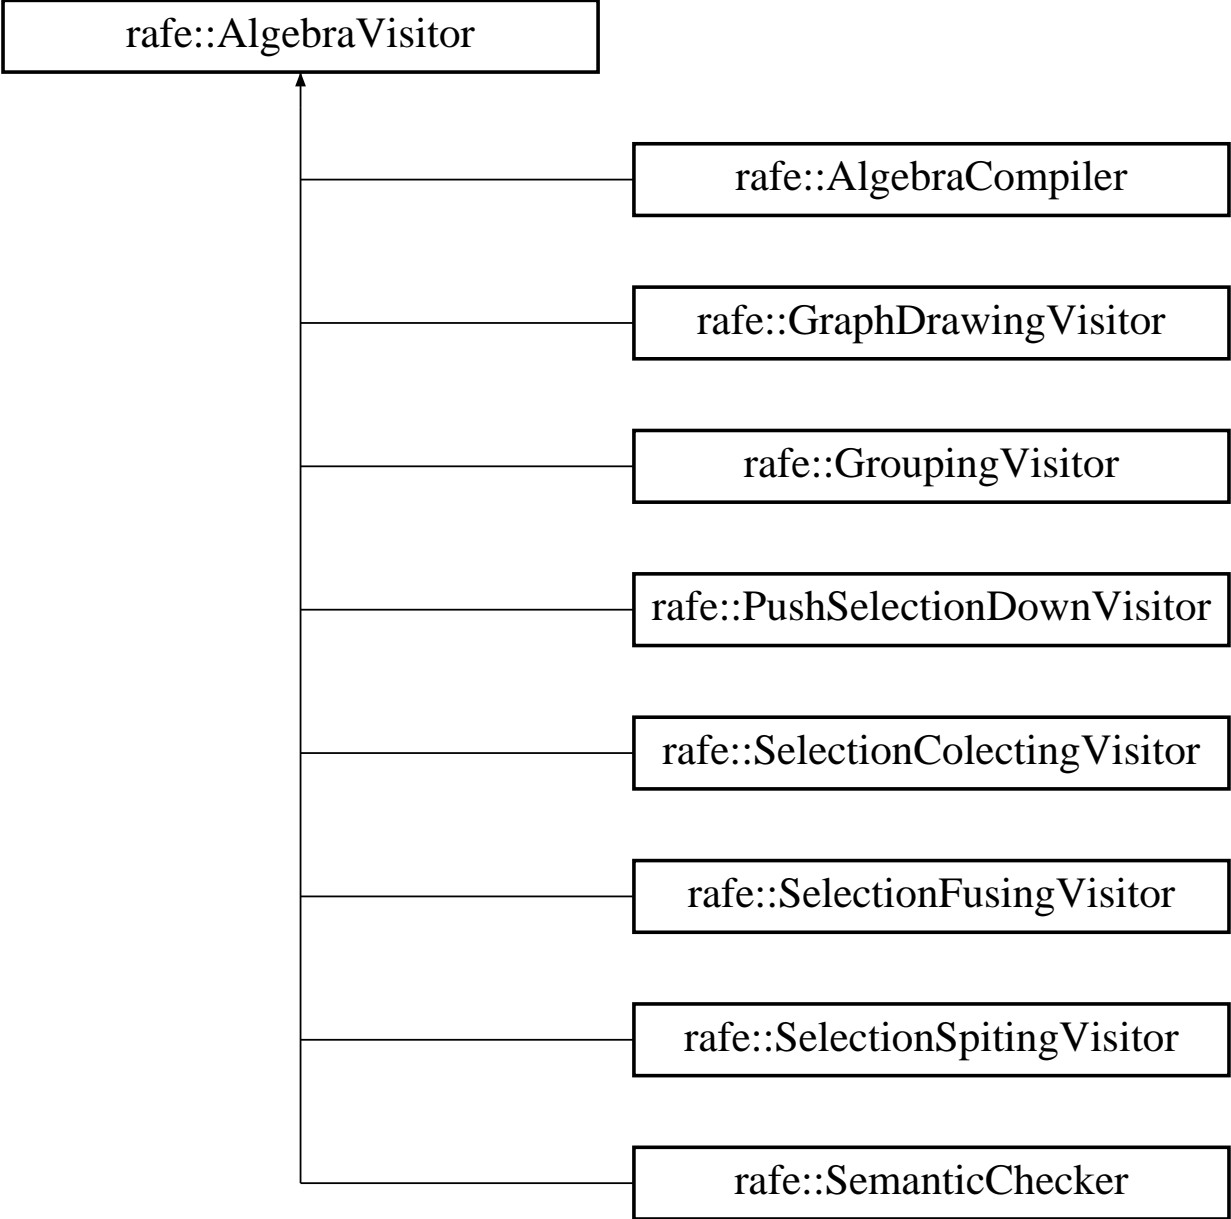 rafe::AlgebraVisitor
rafe::AlgebraCompiler
rafe::GraphDrawingVisitor
rafe::GroupingVisitor
rafe::PushSelectionDownVisitor
rafe::SelectionColectingVisitor
rafe::SelectionFusingVisitor
rafe::SelectionSpitingVisitor
rafe::SemanticChecker